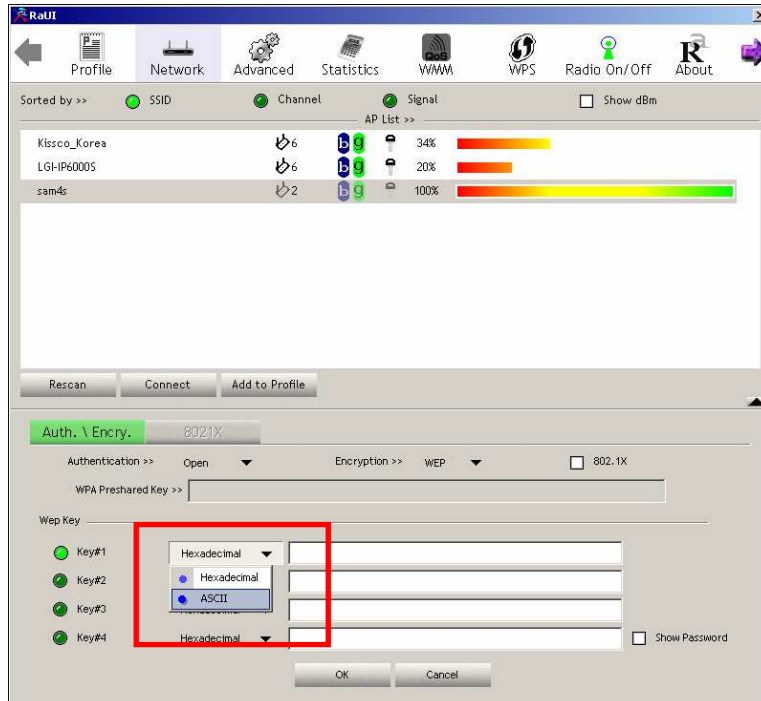 RaUI
Profile Network Advanced Statistics QoS WMM WPS Radio On/Off About
Sorted by >> SSID Channel Signal Show dBm
AP List >>
Kissco_Korea 6 b g 34%
LGI-IP6000S 6 b g 20%
sam4s 2 b g 100%
Rescan Connect Add to Profile
Auth. \ Encry. 8021X
Authentication >> Open Encryption >> WEP 802.1X
WPA Preshared Key >>
Wep Key
Key#1 Hexadecimal
Hexadecimal
Key#2
ASCII
Key#3 Hexadecimal
Key#4 Hexadecimal Show Password
OK Cancel